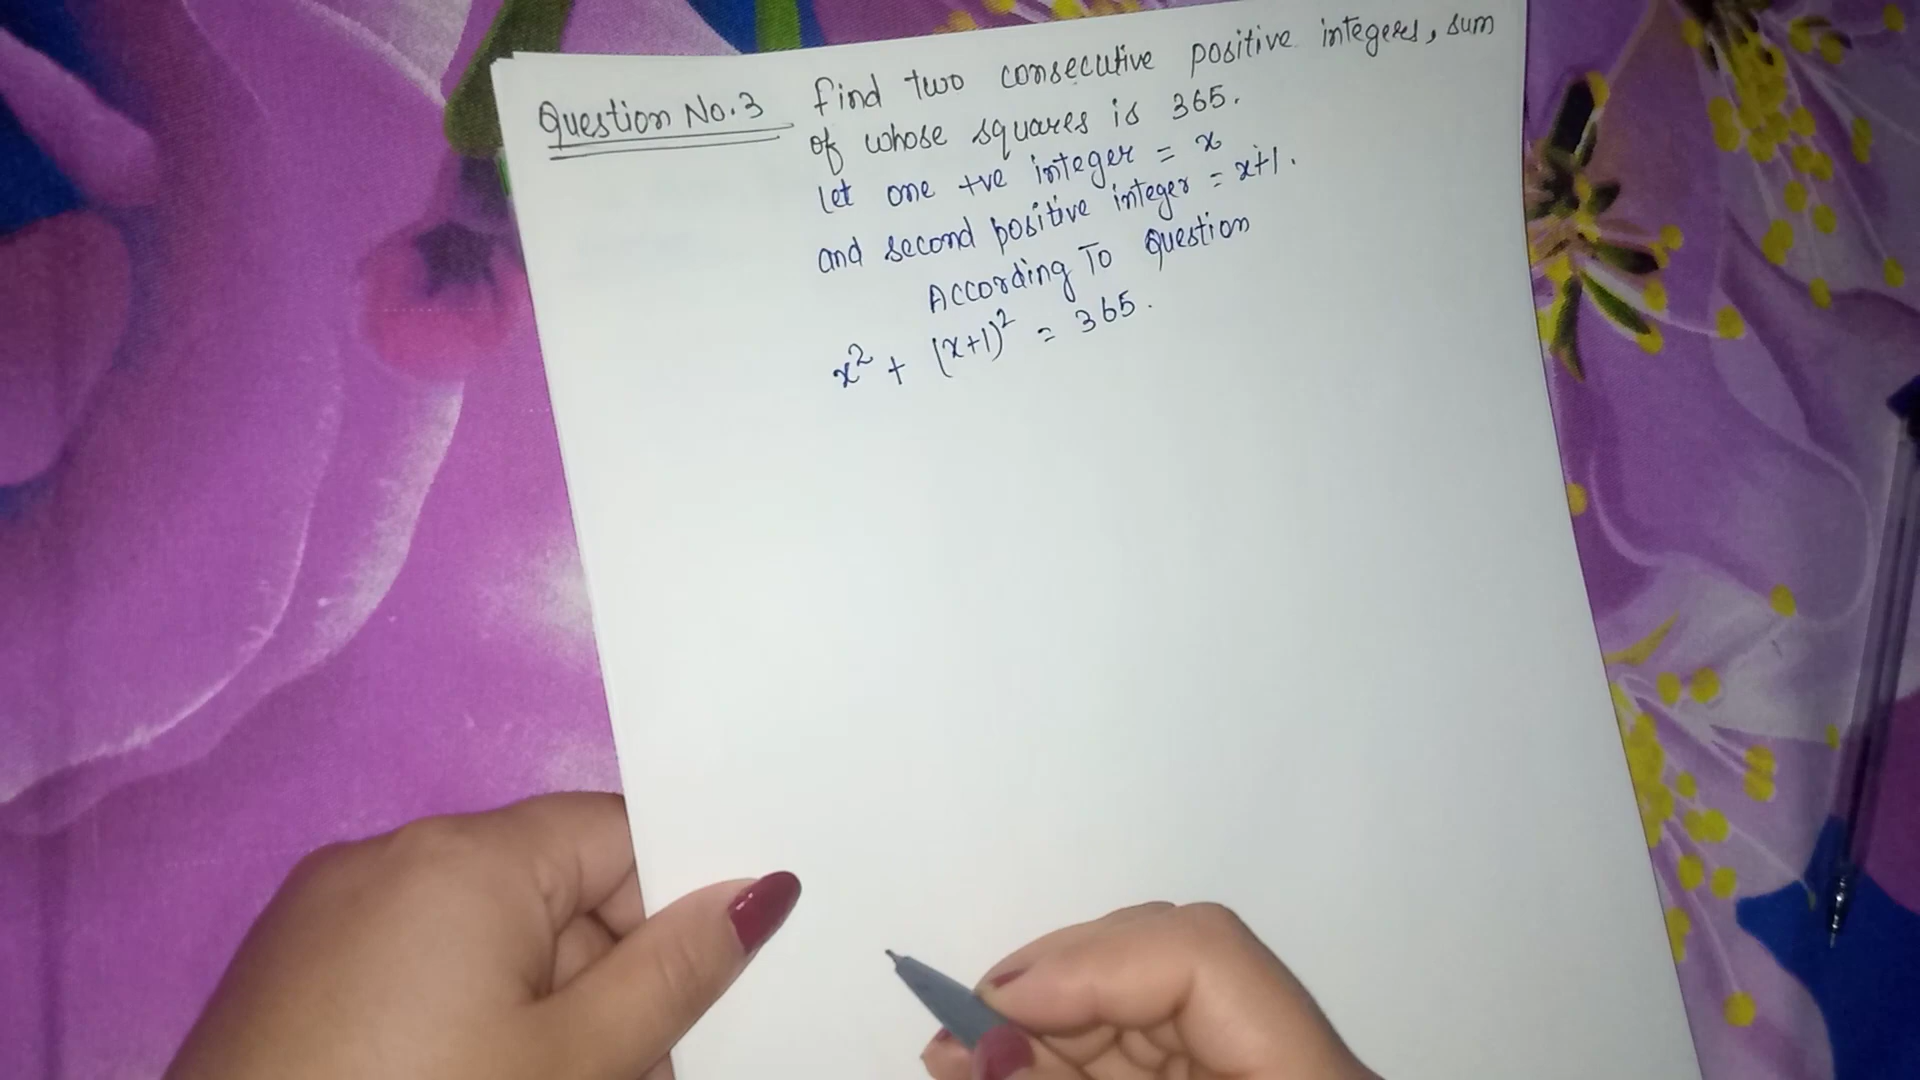 Question No.3 find two consecutive positive integers, sum
of whose squares is 365.
Let one +ve integer = x
and second positive integer = x+1.
According To Question
x² + (x+1)² = 365.